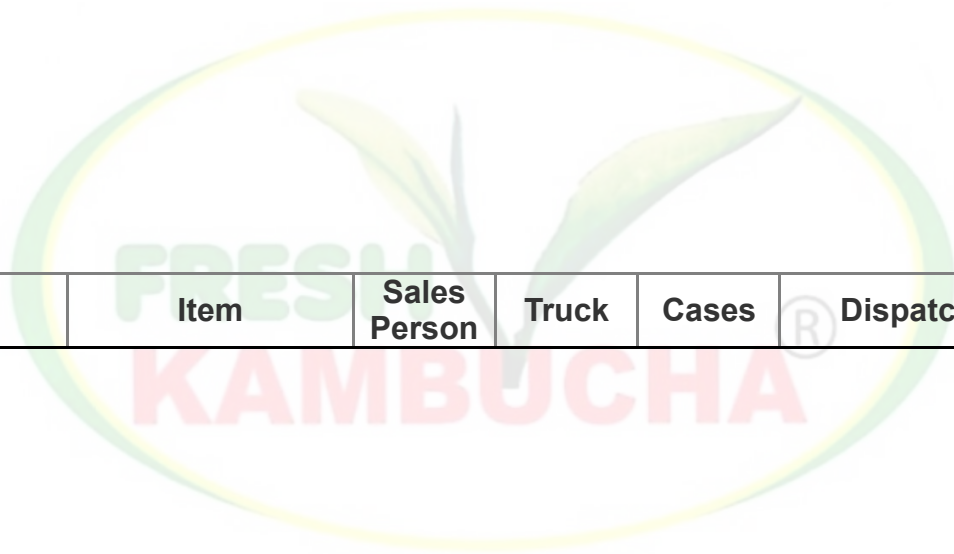 FRESH
Item
Sales
Person
Truck
Cases
Dispatc
®
KAMBUCHA